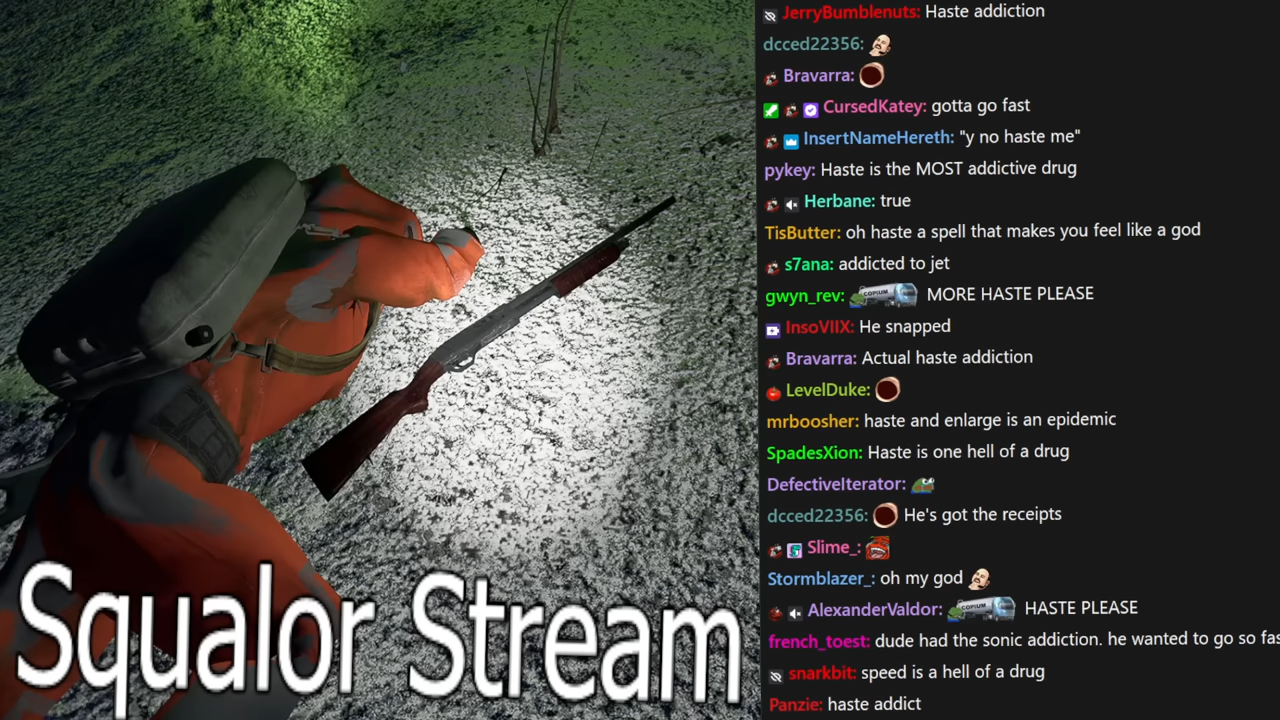 JerryBumblenuts: Haste addiction
dcced22356:
Bravarra:
CursedKatey: gotta go fast
InsertNameHereth: "y no haste me"
pykey: Haste is the MOST addictive drug
Herbane: true
TisButter: oh haste a spell that makes you feel like a god
s7ana: addicted to jet
gwyn_rev: COPIUM MORE HASTE PLEASE
InsoVIIX: He snapped
Bravarra: Actual haste addiction
LevelDuke:
mrboosher: haste and enlarge is an epidemic
SpadesXion: Haste is one hell of a drug
DefectiveIterator:
dcced22356: He's got the receipts
Slime_:
Stormblazer_: oh my god
AlexanderValdor: COPIUM HASTE PLEASE
french_toest: dude had the sonic addiction. he wanted to go so fas
snarkbit: speed is a hell of a drug
Panzie: haste addict
Squalor Stream